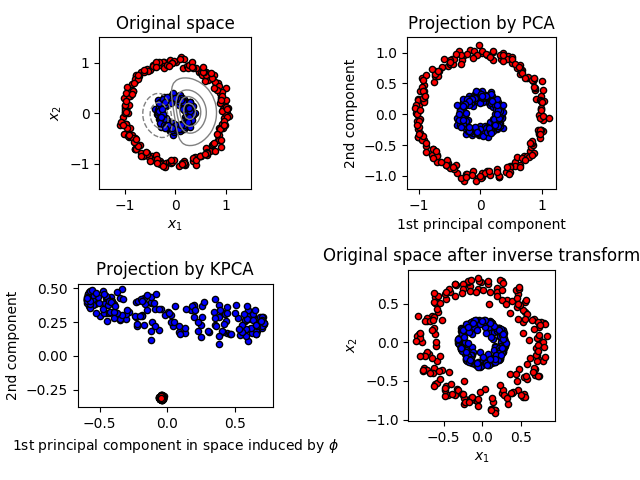 Original space
1
0
−1
x₂
−1
0
1
x₁
Projection by PCA
1.0
0.5
0.0
−0.5
−1.0
2nd component
−1
0
1
1st principal component
Projection by KPCA
0.50
0.25
0.00
−0.25
2nd component
−0.5
0.0
0.5
1st principal component in space induced by ϕ
Original space after inverse transform
0.5
0.0
−0.5
−1.0
x₂
−0.5
0.0
0.5
x₁